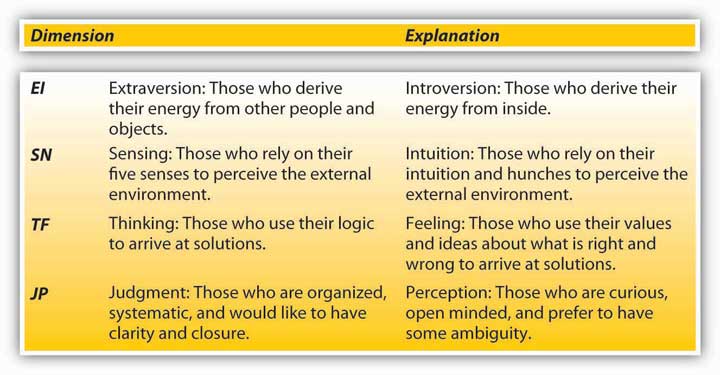 Dimension Explanation
EI Extraversion: Those who derive Introversion: Those who derive their
their energy from other people and energy from inside.
objects.
SN Sensing: Those who rely on their Intuition: Those who rely on their
five senses to perceive the external intuition and hunches to perceive the
environment. external environment.
TF Thinking: Those who use their logic Feeling: Those who use their values
to arrive at solutions. and ideas about what is right and
wrong to arrive at solutions.
JP Judgment: Those who are organized, Perception: Those who are curious,
systematic, and would like to have open minded, and prefer to have
clarity and closure. some ambiguity.